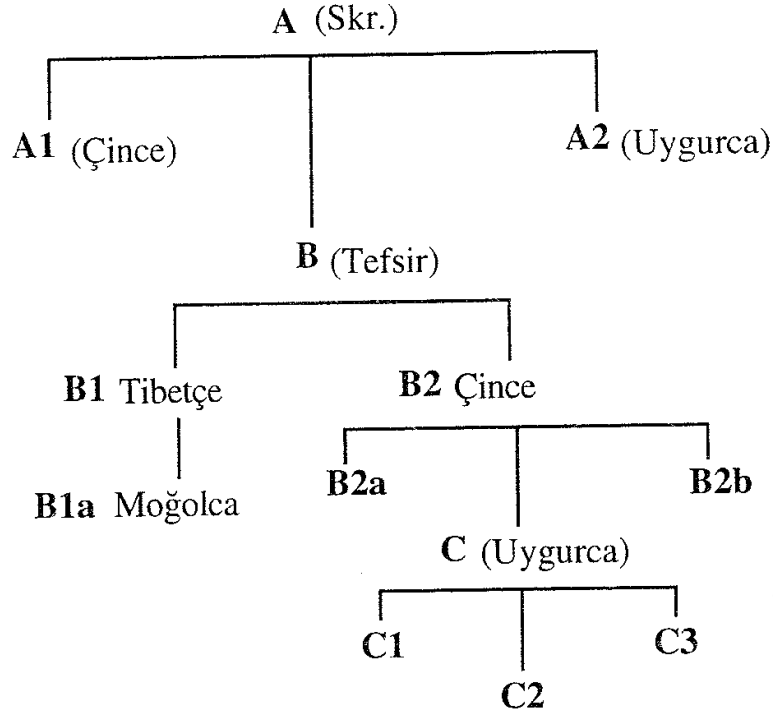 A (Skr.)
A1 (Çince)
A2 (Uygurca)
B (Tefsir)
B1 Tibetçe
B2 Çince
B1a Moğolca
B2a
B2b
C (Uygurca)
C1
C2
C3